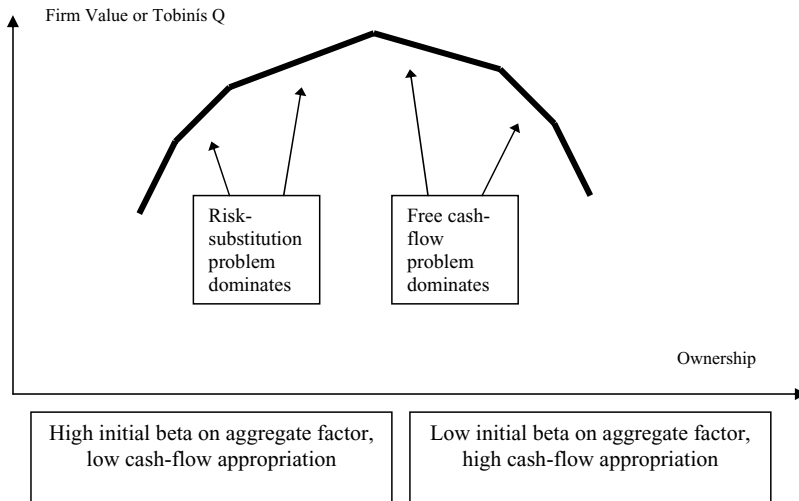 Firm Value or Tobinís Q
Risk-
substitution
problem
dominates
Free cash-
flow
problem
dominates
Ownership
High initial beta on aggregate factor,
low cash-flow appropriation
Low initial beta on aggregate factor,
high cash-flow appropriation